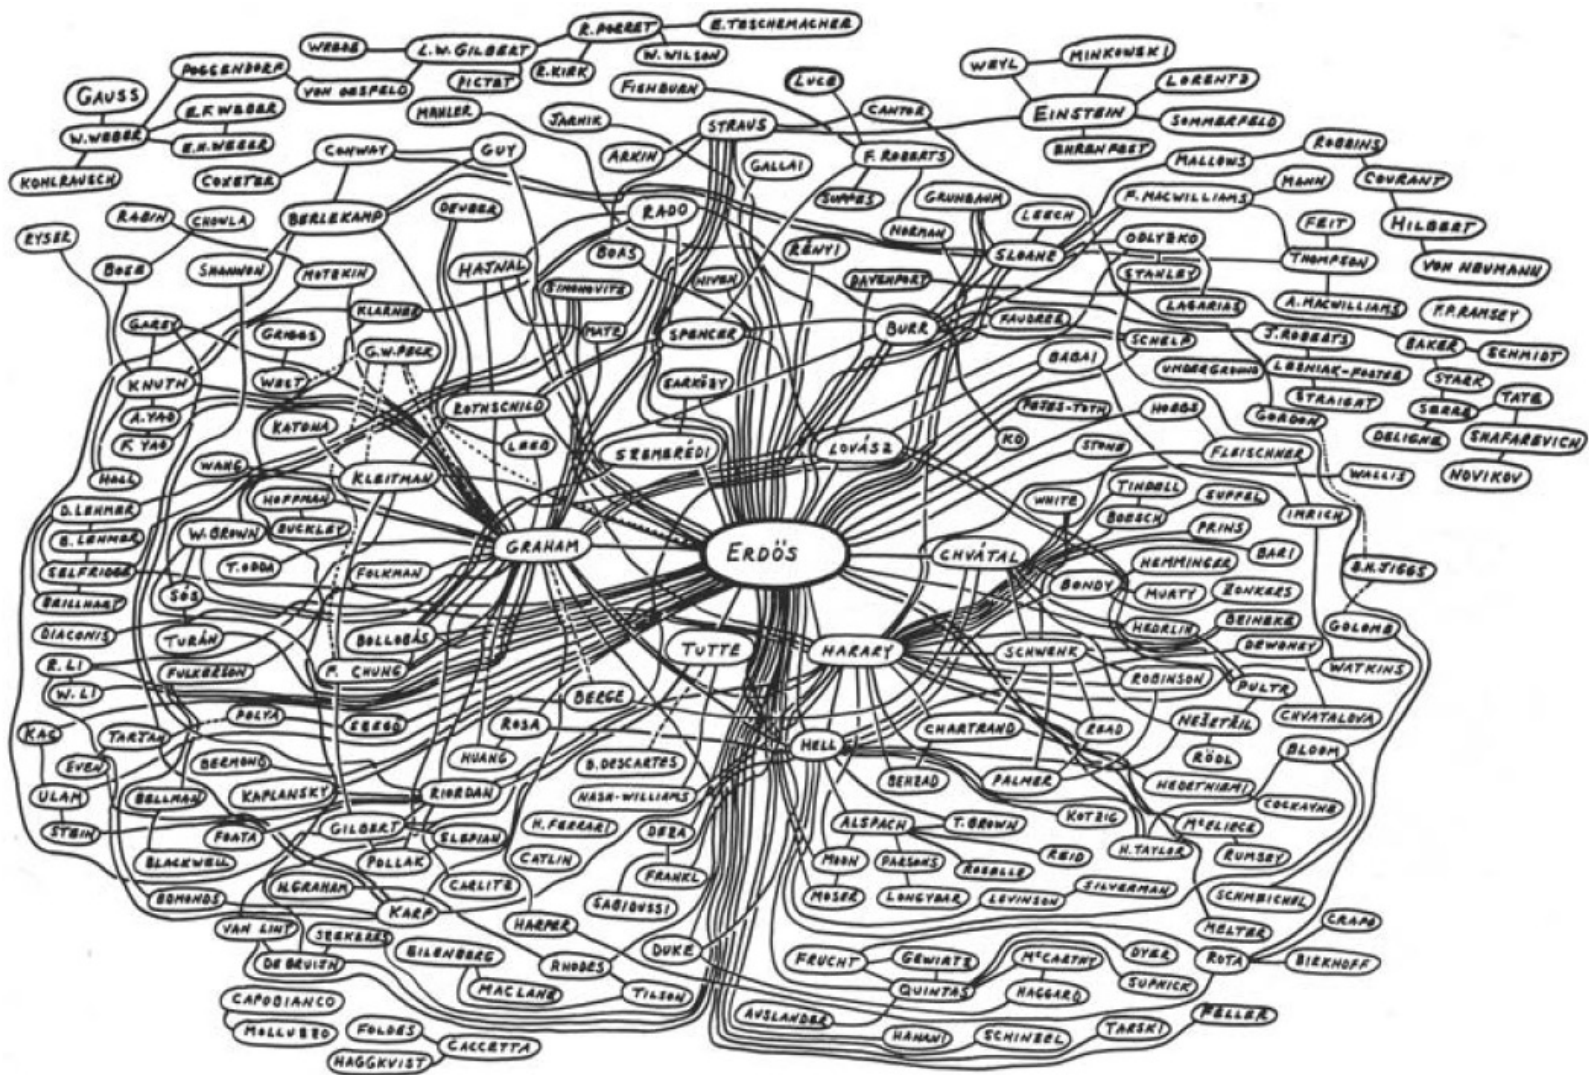 WEBER
L.W. GILBERT
R. PORRET
E. TESCHEMACHER
W. WILSON
R. KIRK
PICTET
POGGENDORF
VON OESFELD
GAUSS
E.F. WEBER
W. WEBER
E.H. WEBER
KOHLRAUSCH
MAHLER
JARNIK
FISHBURN
LUCE
CANTOR
WEYL
MINKOWSKI
LORENTZ
EINSTEIN
SOMMERFELD
EHRENFEST
STRAUS
CONWAY
GUY
ARKIN
GALLAI
F. ROBERTS
SUPPES
MALLOWS
ROBBINS
COURANT
COXETER
BERLEKAMP
DEUBER
RADO
GRUNBAUM
LEECH
F. MACWILLIAMS
MANN
FEIT
HILBERT
RABIN
CHOWLA
RYSER
BOSE
SHANNON
MOTZKIN
HAJNAL
BOAS
RENYI
NORMAN
SLOANE
ODLYZKO
STANLEY
THOMPSON
VON NEUMANN
SIMONOVITS
NIVEN
DAVENPORT
LAGARIAS
A. MACWILLIAMS
F.P. RAMSEY
KLARNER
GAREY
GRIGGS
G.W. PECK
MATE
SPENCER
BURR
FAUDREE
SCHELP
J. ROBERTS
BAKER
SCHMIDT
KNUTH
WEST
SARKÖZY
BABAI
UNDERGROUND
LESNIAK-FOSTER
STARK
STRAIGHT
TATE
SERRE
A. YAO
F. YAO
KATONA
ROTHSCHILD
LEEB
SZEMERÉDI
LOVÁSZ
KO
FEJES-TOTH
HOBBS
STONE
GORDON
DELIGNE
SHAFAREVICH
NOVIKOV
FLEISCHNER
WALLIS
WANG
HALL
KLEITMAN
D. LEHMER
HOFFMAN
BUCKLEY
W. BROWN
E. LEHMER
GRAHAM
ERDÖS
CHVÁTAL
WHITE
TINDELL
SUFFEL
BOESCH
IMRICH
PRINS
BARI
SELFRIDGE
T. ODDA
FOLKMAN
BONDY
HEMMINGER
MURTY
ZONKERS
B.H. JIGGS
BRILLHART
SÓS
DIACONIS
TURÁN
BOLLOBÁS
TUTTE
HARARY
SCHWENK
HEDRLIN
BEINEKE
DEWDNEY
GOLOMB
R. LI
FULKERSON
F. CHUNG
W. LI
BERGE
ROBINSON
PULTR
WATKINS
KAC
TARJAN
POLYA
SZEGO
ROSA
HELL
CHARTRAND
READ
NEŠETŘIL
CHVATALOVA
RÖDL
BLOOM
EVEN
BERMOND
HUANG
B. DESCARTES
BEHZAD
PALMER
HEDETNIEMI
COCKAYNE
ULAM
BELLMAN
KAPLANSKY
RIORDAN
NASH-WILLIAMS
STEIN
FOATA
GILBERT
SLEPIAN
H. FERRARI
DEZA
ALSPACH
T. BROWN
KOTZIG
McELIECE
H. TAYLOR
RUMSEY
BLACKWELL
POLLAK
CATLIN
FRANKL
MOON
PARSONS
REID
ROSELLE
EDMONDS
N. GRAHAM
CARLITZ
SABIDUSSI
MOSER
LONGYEAR
LEVINSON
SILVERMAN
SCHMEICHEL
KARP
HARPER
MELTER
CRAPO
VAN LINT
SZEKERES
DE BRUIJN
EILENBERG
RHODES
DUKE
FRUCHT
GEWIRTZ
McCARTHY
DYER
ROTA
BIRKHOFF
MAC LANE
TILSON
QUINTAS
HAGGARD
SUPNICK
CAPOBIANCO
MOLLUZZO
FOLDES
HAGGKVIST
CACCETTA
AUSLANDER
HANANI
SCHINZEL
TARSKI
FELLER